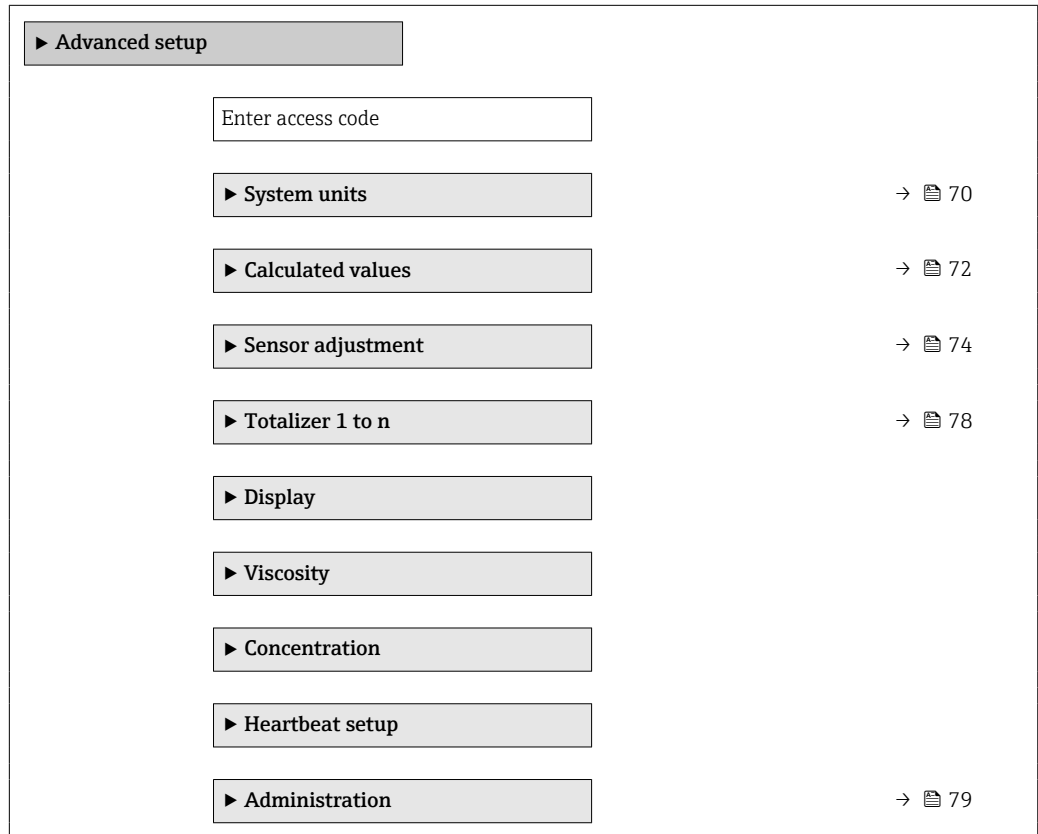 ▶ Advanced setup
Enter access code
▶ System units → 70
▶ Calculated values → 72
▶ Sensor adjustment → 74
▶ Totalizer 1 to n → 78
▶ Display
▶ Viscosity
▶ Concentration
▶ Heartbeat setup
▶ Administration → 79